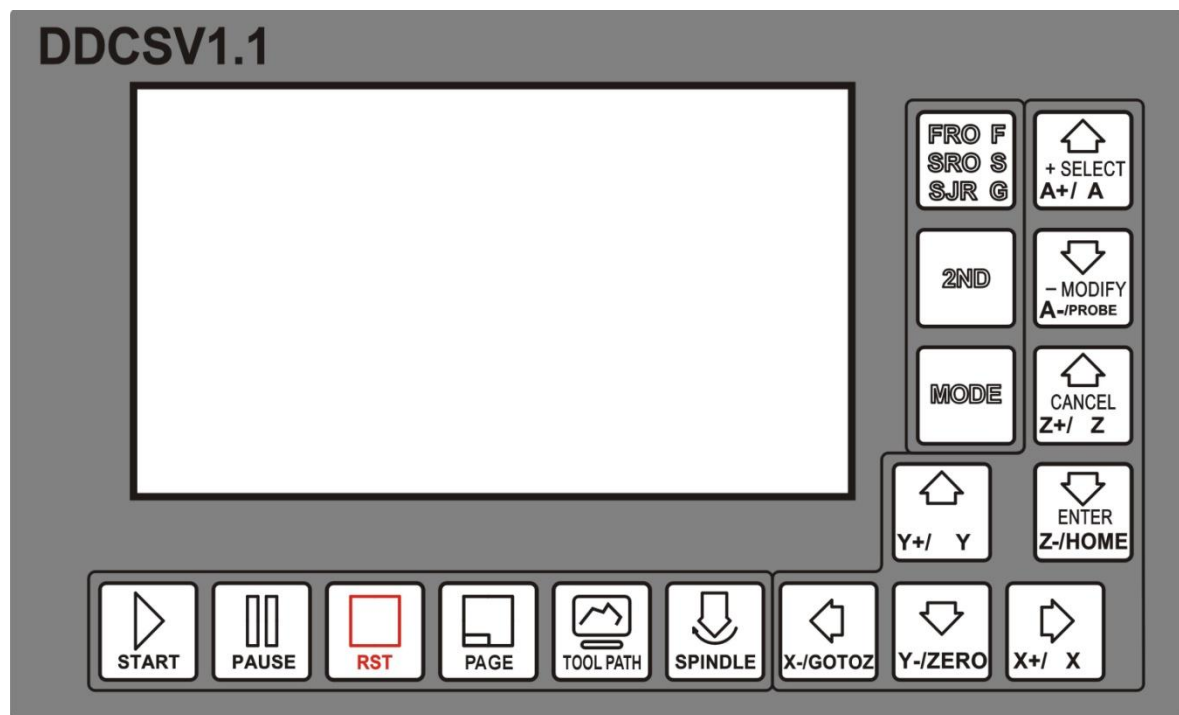 DDCSV1.1
FRO F
SRO S
SJR G
+ SELECT
A+/ A
2ND
– MODIFY
A-/PROBE
MODE
CANCEL
Z+/ Z
Y+/ Y
ENTER
Z-/HOME
START
PAUSE
RST
PAGE
TOOL PATH
SPINDLE
X-/GOTOZ
Y-/ZERO
X+/ X